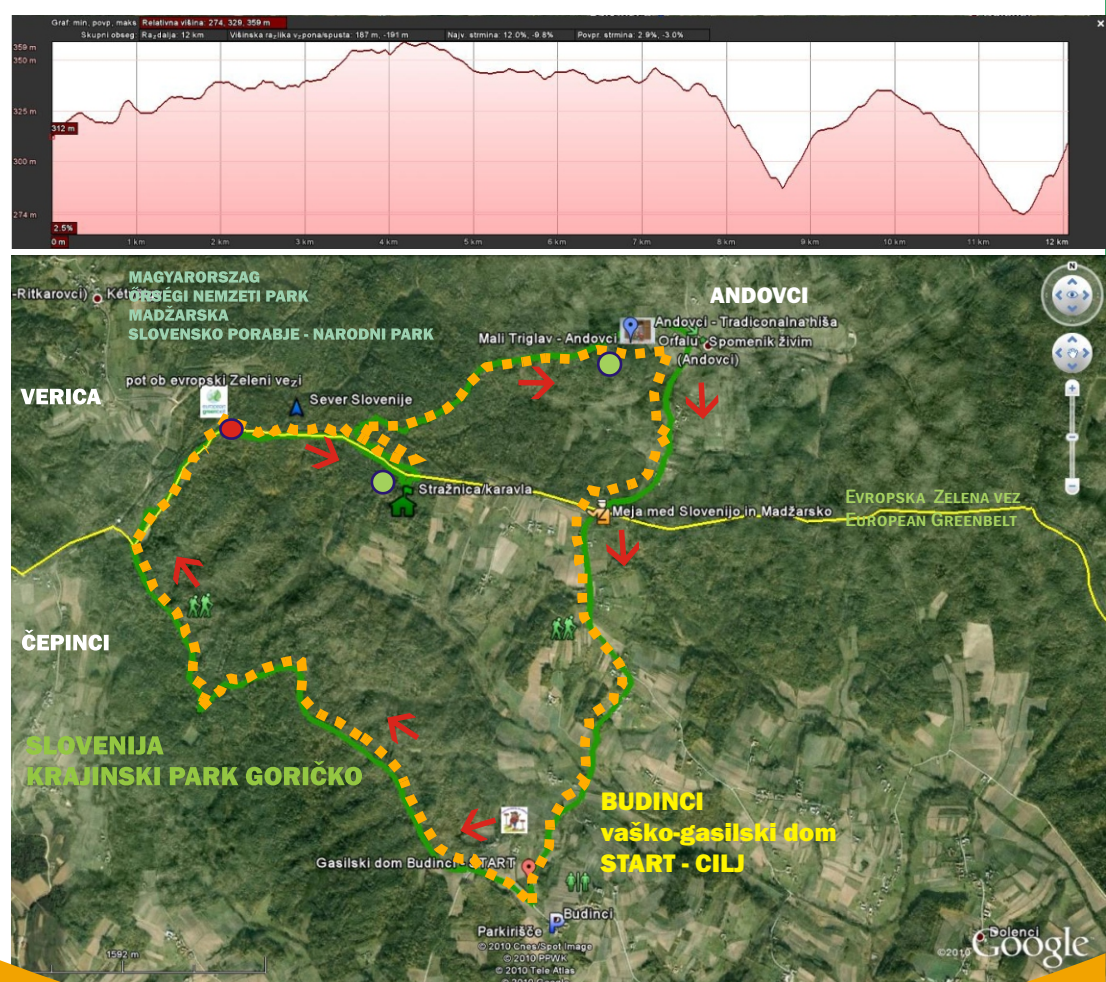 Graf min, povp, maks Relativna višina: 274, 329, 359 m
Skupni obseg: Razdalja: 12 km Višinska razlika vzpona/spusta: 187 m, -191 m Najv. strmina: 12.0%, -9.8% Povpr. strmina: 2.9%, -3.0%
359 m
350 m
325 m
312 m
300 m
274 m
2.5%
0 m 1 km 2 km 3 km 4 km 5 km 6 km 7 km 8 km 9 km 10 km 11 km 12 km
MAGYARORSZAG
-Ritkarovci)
ŐRSÉGI NEMZETI PARK
MADŽARSKA
SLOVENSKO PORABJE - NARODNI PARK
N
ANDOVCI
Andovci - Tradiconalna hiša
Mali Triglav - Andovci
Orfalu Spomenik živim
(Andovci)
pot ob evropski Zeleni vezi
VERICA
Sever Slovenije
Stražnica/karavla
EVROPSKA ZELENA VEZ
EUROPEAN GREENBELT
Meja med Slovenijo in Madžarsko
ČEPINCI
SLOVENIJA
KRAJINSKI PARK GORIČKO
BUDINCI
vaško-gasilski dom
START - CILJ
Gasilski dom Budinci - START
P
Budinci
Parkirišče
Dolenci
© 2010 Cnes/Spot Image
© 2010 PPWK
© 2010 Tele Atlas
© 2010 Google
1592 m